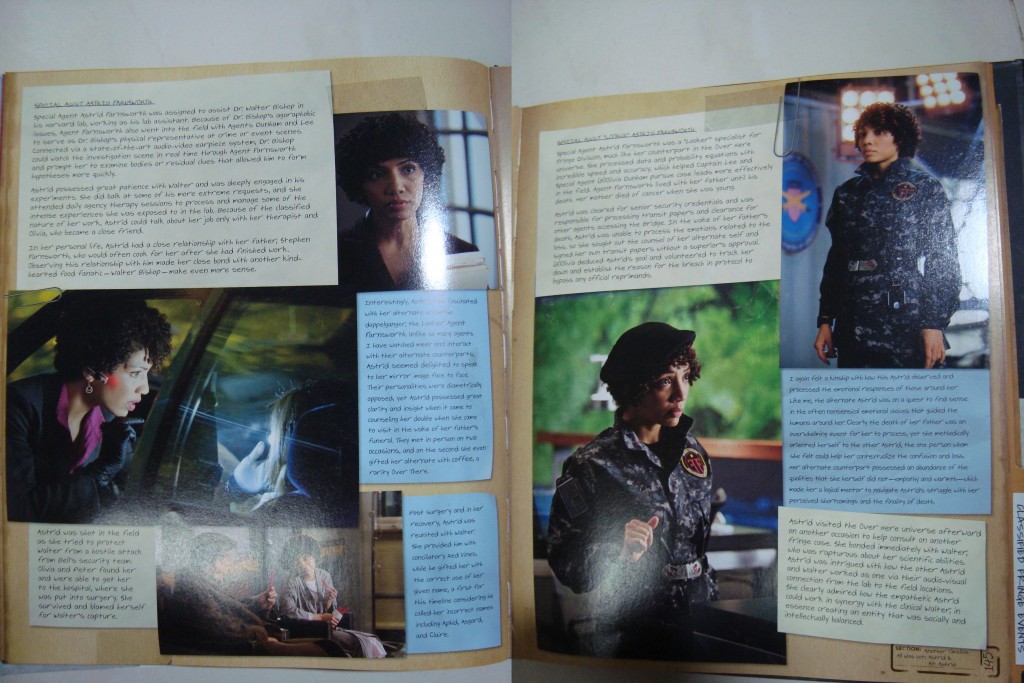 SPECIAL AGENT ASTRID FARNSWORTH
Special Agent Astrid Farnsworth was assigned to assist Dr. Walter Bishop in
his Harvard lab, working as his lab assistant. Because of Dr. Bishop's agoraphobic
issues, Agent Farnsworth also went into the field with Agents Dunham and Lee
to serve as Dr. Bishop's physical representative at crime or event scenes.
Connected via a state-of-the-art audio-video earpiece system, Dr. Bishop
could watch the investigation scene in real time through Agent Farnsworth
and prompt her to examine bodies or residual dues that allowed him to form
hypotheses more quickly.
Astrid possessed great patience with Walter and was deeply engaged in his
experiments. She did balk at some of his more extreme requests, and she
attended daily agency therapy sessions to process and manage some of the
intense experiences she was exposed to in the lab. Because of the classified
nature of her work, Astrid could talk about her job only with her therapist and
Olivia, who became a close friend.
In her personal life, Astrid had a close relationship with her father, Stephen
Farnsworth, who would often cook for her after she had finished work.
Observing this relationship with him made her close bond with another kind-
hearted food fanatic—Walter Bishop—make even more sense.
Interestingly, Astrid was fascinated
with her alternate universe
doppelganger, the Looker Agent
Farnsworth. Unlike so many agents
I have watched meet and interact
with their alternate counterparts,
Astrid seemed delighted to speak
to her mirror image face to face.
Their personalities were diametrically
opposed, yet Astrid possessed great
clarity and insight when it came to
counseling her double when she came
to visit in the wake of her father's
funeral. They met in person on two
occasions, and on the second she even
gifted her alternate with coffee, a
rarity Over There.
Astrid was shot in the field
as she tried to protect
Walter from a hostile attack
from Bell's security team.
Olivia and Peter found her
and were able to get her
to the hospital, where she
was put into surgery. She
survived and blamed herself
for Walter's capture.
Post surgery and in her
recovery, Astrid was
reunited with Walter.
She provided him with
conciliatory Red Vines,
while he gifted her with
the correct use of her
given name, a first for
this timeline considering he
called her incorrect names
including Apkid, Asgard,
and Claire.
SPECIAL AGENT "LOOKER" ASTRID FARNSWORTH
Special Agent Astrid Farnsworth was a "Looker" specialist for
Fringe Division, much like her counterpart in the Over Here
universe. She processed data and probability equations with
incredible speed and accuracy, which helped Captain Lee and
Special Agent Olivia Dunham pursue case leads more effectively
in the field. Agent Farnsworth lived with her father until his
death. Her mother died of cancer when she was young.
Astrid was cleared for senior security credentials and was
responsible for processing transit papers and clearance for
other agents accessing the Bridge. In the wake of her father's
death, Astrid was unable to process the emotions related to the
loss, so she sought out the counsel of her alternate self and
signed her own transit papers without a superior's approval.
deduced Astrid's goal and volunteered to track her
down and establish the reason for the breach in protocol to
bypass any official reprimands.
I again felt a kinship with how this Astrid observed and
processed the emotional responses of those around her.
Like me, the alternate Astrid was on a quest to find sense
in the often nonsensical emotional issues that guided the
humans around her. Clearly the death of her father was an
overwhelming event for her to process, yet she methodically
oriented herself to the other Astrid, the one person whom
she felt could help her contextualize the confusion and loss.
Her alternate counterpart possessed an abundance of the
qualities that she herself did not—empathy and warmth—which
made her a logical mentor to navigate Astrid's struggle with her
perceived shortcomings and the finality of death.
Astrid visited the Over Here universe afterward
on another occasion to help consult on another
Fringe case. She bonded immediately with Walter,
who was rapturous about her scientific abilities.
Astrid was intrigued with how the other Astrid
and Walter worked as one via their audio-visual
connection from the lab to the field locations.
She clearly admired how the empathetic Astrid
could work in synergy with the clinical Walter, in
essence creating an entity that was socially and
intellectually balanced.
SECTION: Another Timeline
145
CLASSIFIED FRINGE EVENTS